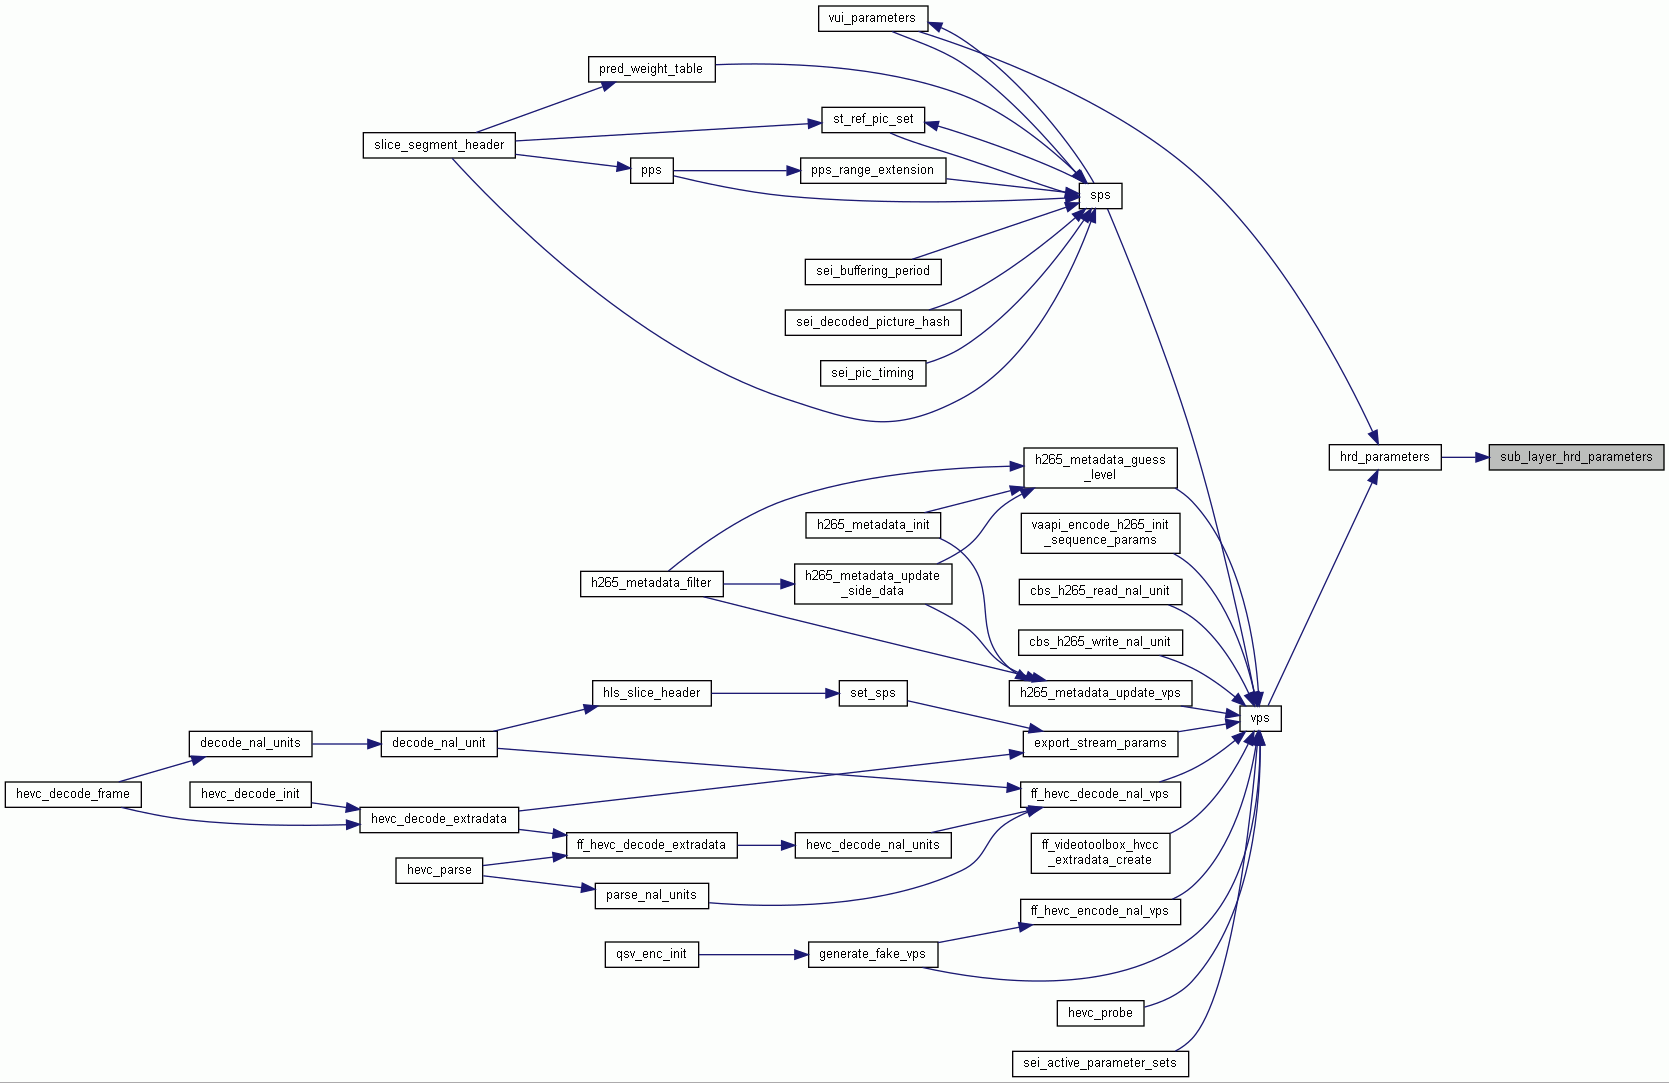 vui_parameters
pred_weight_table
st_ref_pic_set
slice_segment_header
pps
pps_range_extension
sps
sei_buffering_period
sei_decoded_picture_hash
sei_pic_timing
hrd_parameters
sub_layer_hrd_parameters
h265_metadata_guess
_level
h265_metadata_init
vaapi_encode_h265_init
_sequence_params
h265_metadata_filter
h265_metadata_update
_side_data
cbs_h265_read_nal_unit
cbs_h265_write_nal_unit
hls_slice_header
set_sps
h265_metadata_update_vps
vps
decode_nal_units
decode_nal_unit
export_stream_params
hevc_decode_frame
hevc_decode_init
ff_hevc_decode_nal_vps
hevc_decode_extradata
ff_hevc_decode_extradata
hevc_decode_nal_units
ff_videotoolbox_hvcc
_extradata_create
hevc_parse
parse_nal_units
ff_hevc_encode_nal_vps
qsv_enc_init
generate_fake_vps
hevc_probe
sei_active_parameter_sets